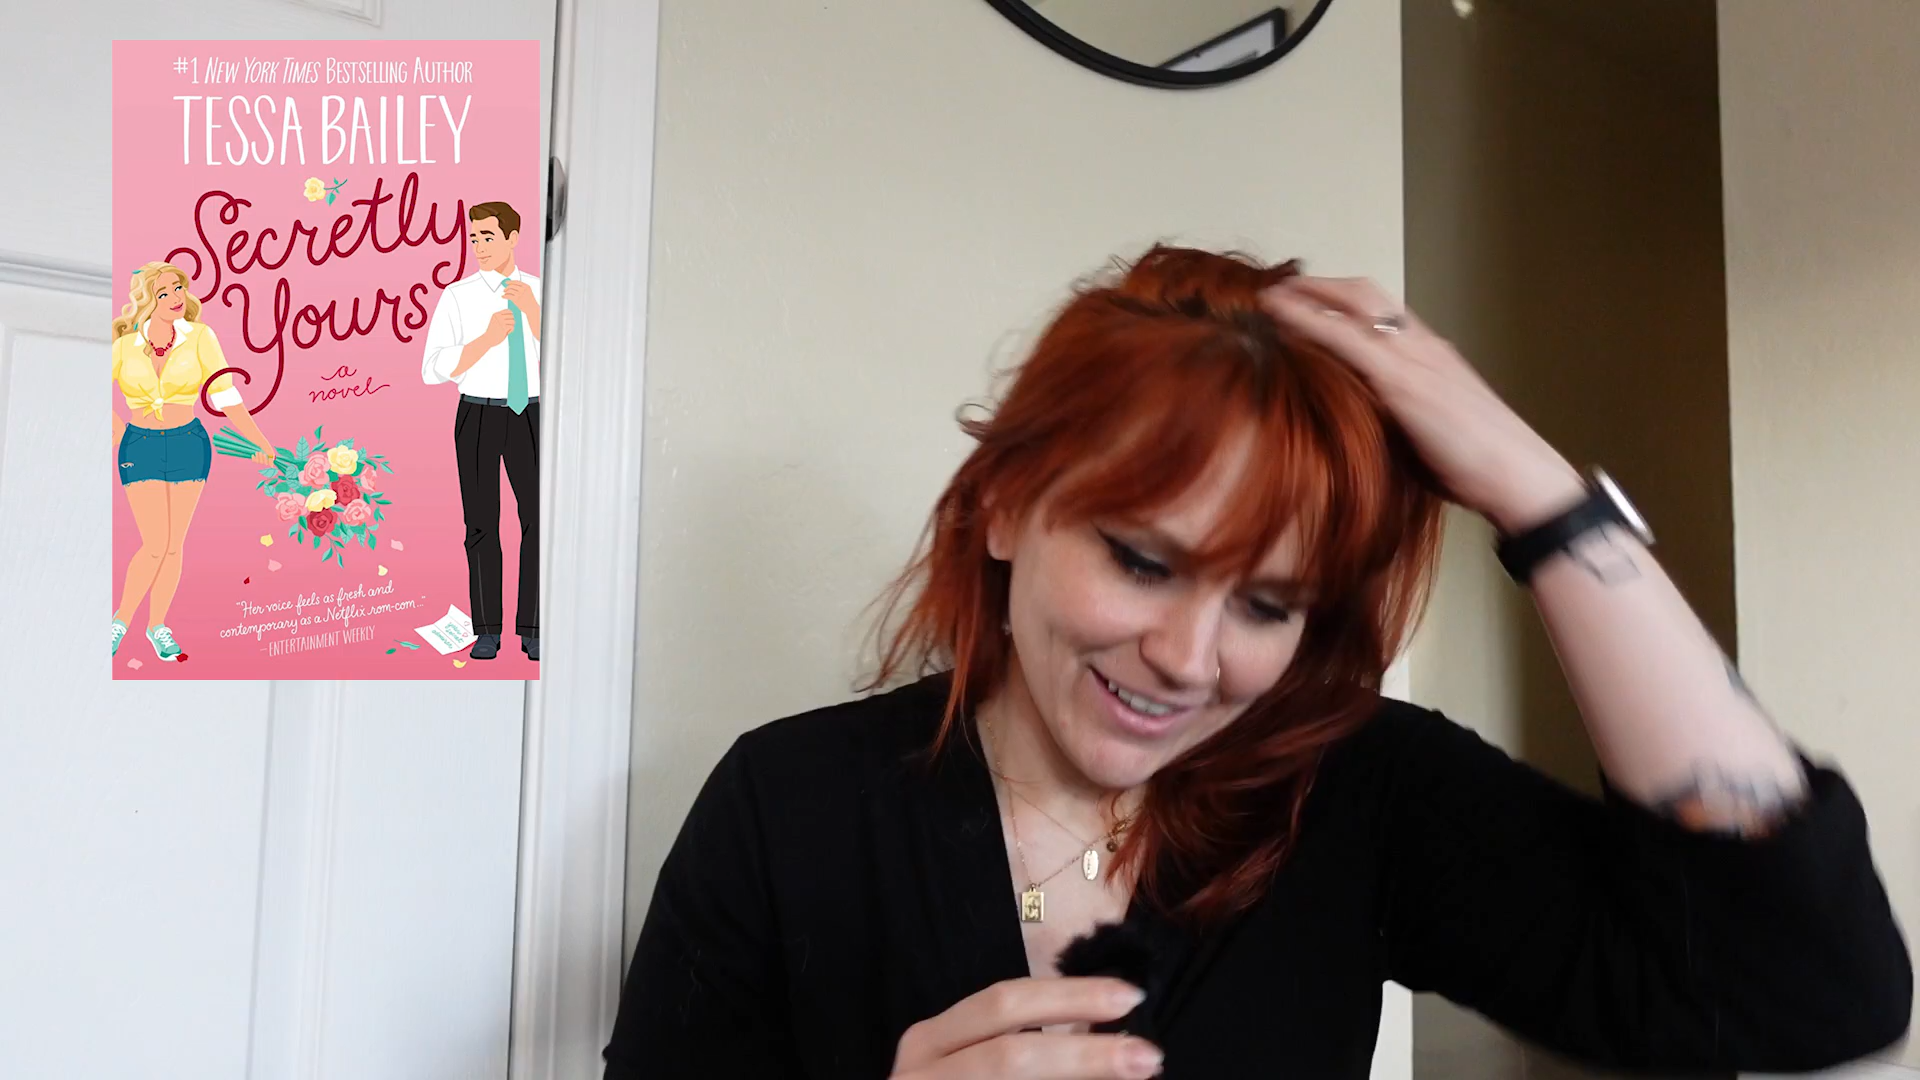 #1 NEW YORK TIMES BESTSELLING AUTHOR
TESSA BAILEY
Secretly
Yours
a
novel
"Her voice feels as fresh and
contemporary as a Netflix rom-com..."
—ENTERTAINMENT WEEKLY